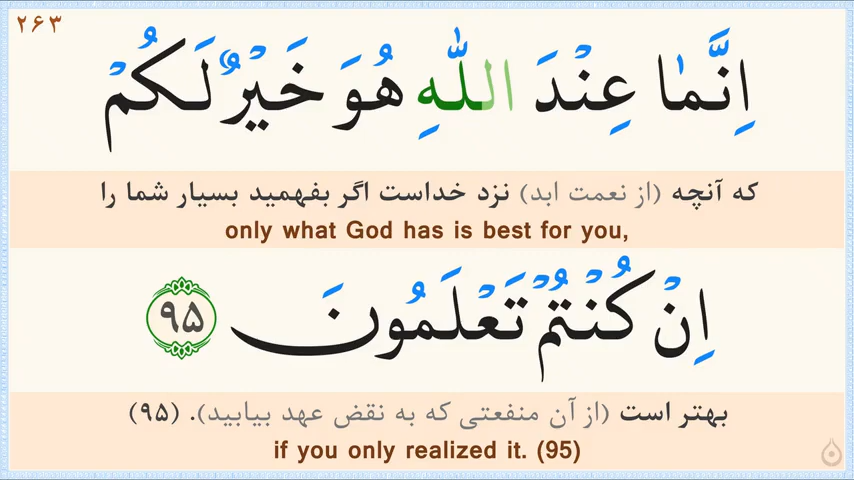 ۲۶۳
اِنَّمٰا عِنْدَ اللّٰهِ هُوَ خَيْرٌ لَكُمْ
که آنچه (از نعمت ابد) نزد خداست اگر بفهمید بسیار شما را
only what God has is best for you,
اِنْ كُنْتُمْ تَعْلَمُونَ ۹۵
بهتر است (از آن منفعتی که به نقض عهد بیابید). (۹۵)
if you only realized it. (95)